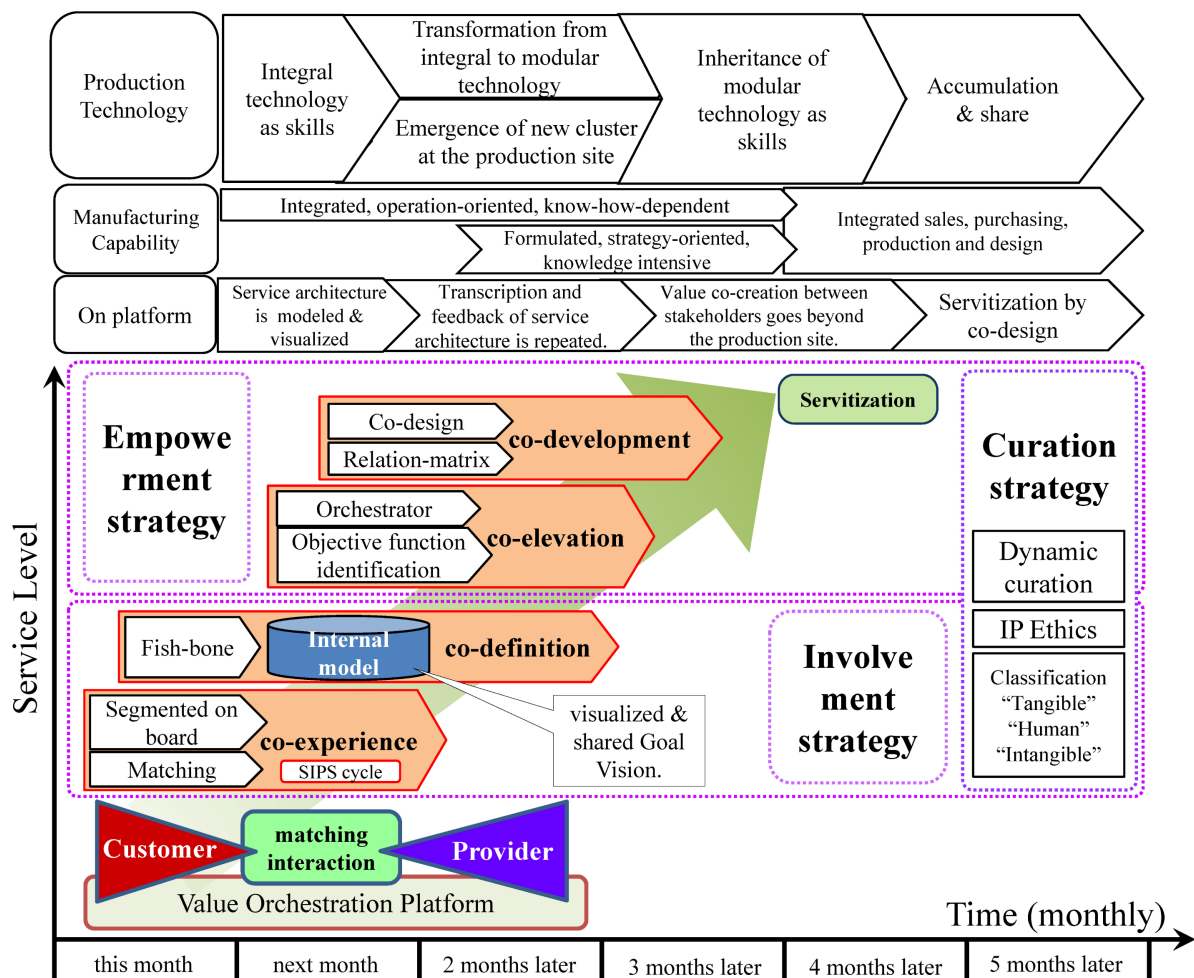 Production
Technology
Integral
technology
as skills
Transformation from
integral to modular
technology
Emergence of new cluster
at the production site
Inheritance of
modular
technology as
skills
Accumulation
& share
Manufacturing
Capability
Integrated, operation-oriented, know-how-dependent
Formulated, strategy-oriented,
knowledge intensive
Integrated sales, purchasing,
production and design
On platform
Service architecture
is modeled &
visualized
Transcription and
feedback of service
architecture is repeated.
Value co-creation between
stakeholders goes beyond
the production site.
Servitization by
co-design
Service Level
Empowe
rment
strategy
Co-design
Relation-matrix
co-development
Servitization
Curation
strategy
Orchestrator
Objective function
identification
co-elevation
Dynamic
curation
IP Ethics
Classification
“Tangible”
“Human”
“Intangible”
Fish-bone
Internal
model
co-definition
Involve
ment
strategy
Segmented on
board
Matching
co-experience
SIPS cycle
visualized &
shared Goal
Vision.
Customer
matching
interaction
Provider
Value Orchestration Platform
Time (monthly)
this month
next month
2 months later
3 months later
4 months later
5 months later